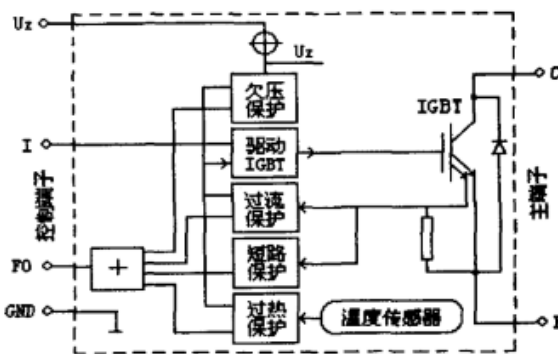 Uz
Uz
欠压
保护
IGBT
C
I
驱动
IGBT
控制端子
过流
保护
主端子
FO
+
短路
保护
GND
过热
保护
温度传感器